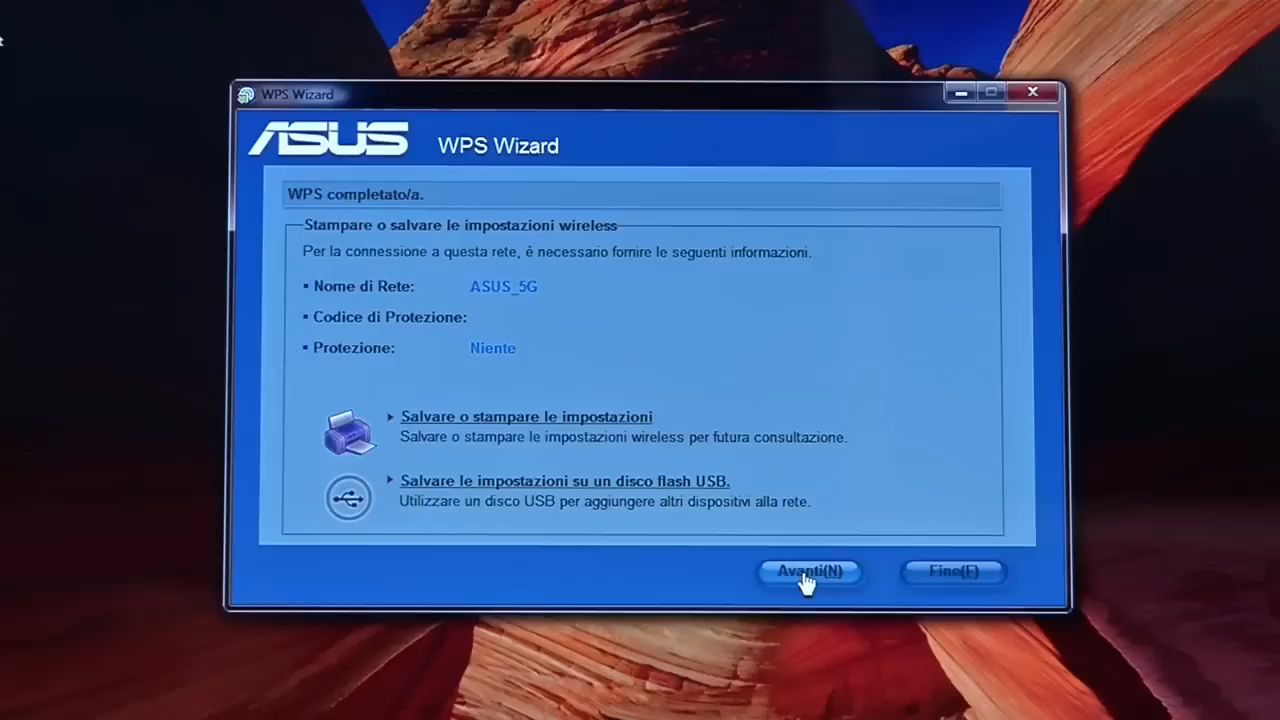 WPS Wizard
ASUS WPS Wizard
WPS completato/a.
Stampare o salvare le impostazioni wireless
Per la connessione a questa rete, è necessario fornire le seguenti informazioni.
Nome di Rete: ASUS_5G
Codice di Protezione:
Protezione: Niente
Salvare o stampare le impostazioni
Salvare o stampare le impostazioni wireless per futura consultazione.
Salvare le impostazioni su un disco flash USB.
Utilizzare un disco USB per aggiungere altri dispositivi alla rete.
Avanti(N) Fine(F)